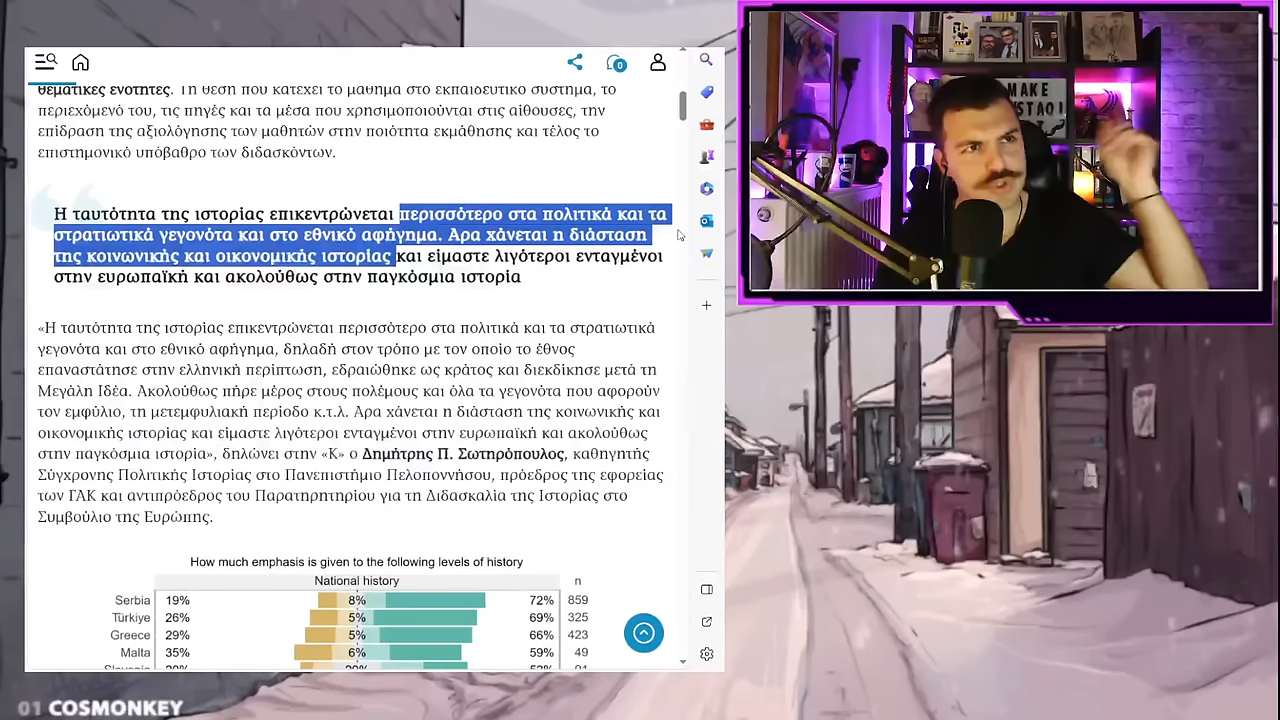 θεματικές ενότητες. Τη θέση που κατέχει το μάθημα στο εκπαιδευτικό σύστημα, το
περιεχόμενό του, τις πηγές και τα μέσα που χρησιμοποιούνται στις αίθουσες, την
επίδραση της αξιολόγησης των μαθητών στην ποιότητα εκμάθησης και τέλος το
επιστημονικό υπόβαθρο των διδασκόντων.
Η ταυτότητα της ιστορίας επικεντρώνεται περισσότερο στα πολιτικά και τα
στρατιωτικά γεγονότα και στο εθνικό αφήγημα. Άρα χάνεται η διάσταση
της κοινωνικής και οικονομικής ιστορίας και είμαστε λιγότεροι ενταγμένοι
στην ευρωπαϊκή και ακολούθως στην παγκόσμια ιστορία
«Η ταυτότητα της ιστορίας επικεντρώνεται περισσότερο στα πολιτικά και τα στρατιωτικά
γεγονότα και στο εθνικό αφήγημα, δηλαδή στον τρόπο με τον οποίο το έθνος
επαναστάτησε στην ελληνική περίπτωση, εδραιώθηκε ως κράτος και διεκδίκησε μετά τη
Μεγάλη Ιδέα. Ακολούθως πήρε μέρος στους πολέμους και όλα τα γεγονότα που αφορούν
τον εμφύλιο, τη μετεμφυλιακή περίοδο κ.τ.λ. Άρα χάνεται η διάσταση της κοινωνικής και
οικονομικής ιστορίας και είμαστε λιγότεροι ενταγμένοι στην ευρωπαϊκή και ακολούθως
στην παγκόσμια ιστορία», δηλώνει στην «Κ» ο Δημήτρης Π. Σωτηρόπουλος, καθηγητής
Σύγχρονης Πολιτικής Ιστορίας στο Πανεπιστήμιο Πελοποννήσου, πρόεδρος της εφορείας
των ΓΑΚ και αντιπρόεδρος του Παρατηρητηρίου για τη Διδασκαλία της Ιστορίας στο
Συμβούλιο της Ευρώπης.
How much emphasis is given to the following levels of history
National history n
Serbia 19% 8% 72% 859
Türkiye 26% 5% 69% 325
Greece 29% 5% 66% 423
Malta 35% 6% 59% 49
0
MAKE
01 COSMONKEY